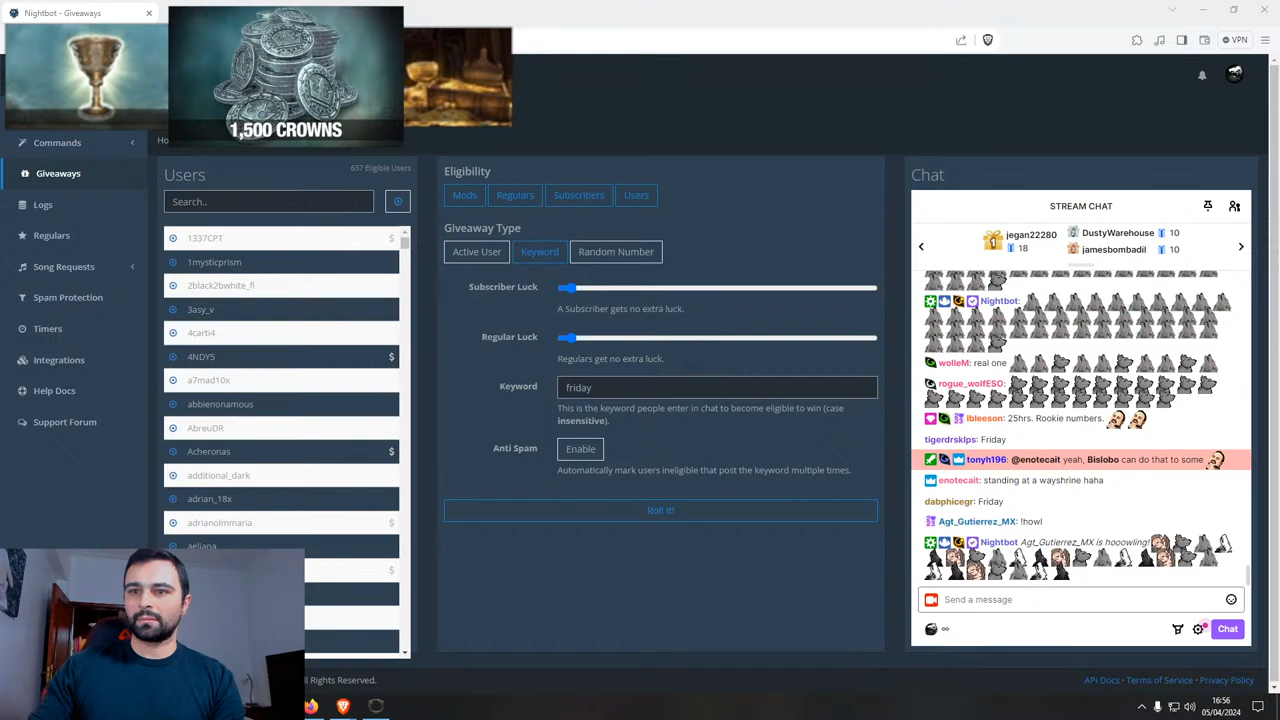 Nightbot - Giveaways
VPN
1,500 CROWNS
Commands
Ho
Giveaways
Logs
Regulars
Song Requests
Spam Protection
Timers
Integrations
Help Docs
Support Forum
Users
637 Eligible Users
Search..
1337CPT $
1mysticprism
2black2bwhite_fl
3asy_v
4carti4
4NDY5 $
a7mad10x
abbienonamous
AbreuDR
Acheronas $
additional_dark
adrian_18x
adrianolmmaria $
aeliana
$
Eligibility
Mods
Regulars
Subscribers
Users
Giveaway Type
Active User
Keyword
Random Number
Subscriber Luck
A Subscriber gets no extra luck.
Regular Luck
Regulars get no extra luck.
Keyword
friday
This is the keyword people enter in chat to become eligible to win (case
insensitive).
Anti Spam
Enable
Automatically mark users ineligible that post the keyword multiple times.
Roll It!
Chat
STREAM CHAT
1 jegan22280
18
DustyWarehouse 10
jamesbombadil 10
Nightbot:
wolleM: real one
rogue_wolfESO:
lbleeson: 25hrs. Rookie numbers.
tigerdrsklps: Friday
tonyh196: @enotecait yeah, Bislobo can do that to some
enotecait: standing at a wayshrine haha
dabphicegr: Friday
Agt_Gutierrez_MX: !howl
Nightbot Agt_Gutierrez_MX is hooowling!
Send a message
∞
Chat
ll Rights Reserved.
API Docs • Terms of Service • Privacy Policy
16:56
05/04/2024